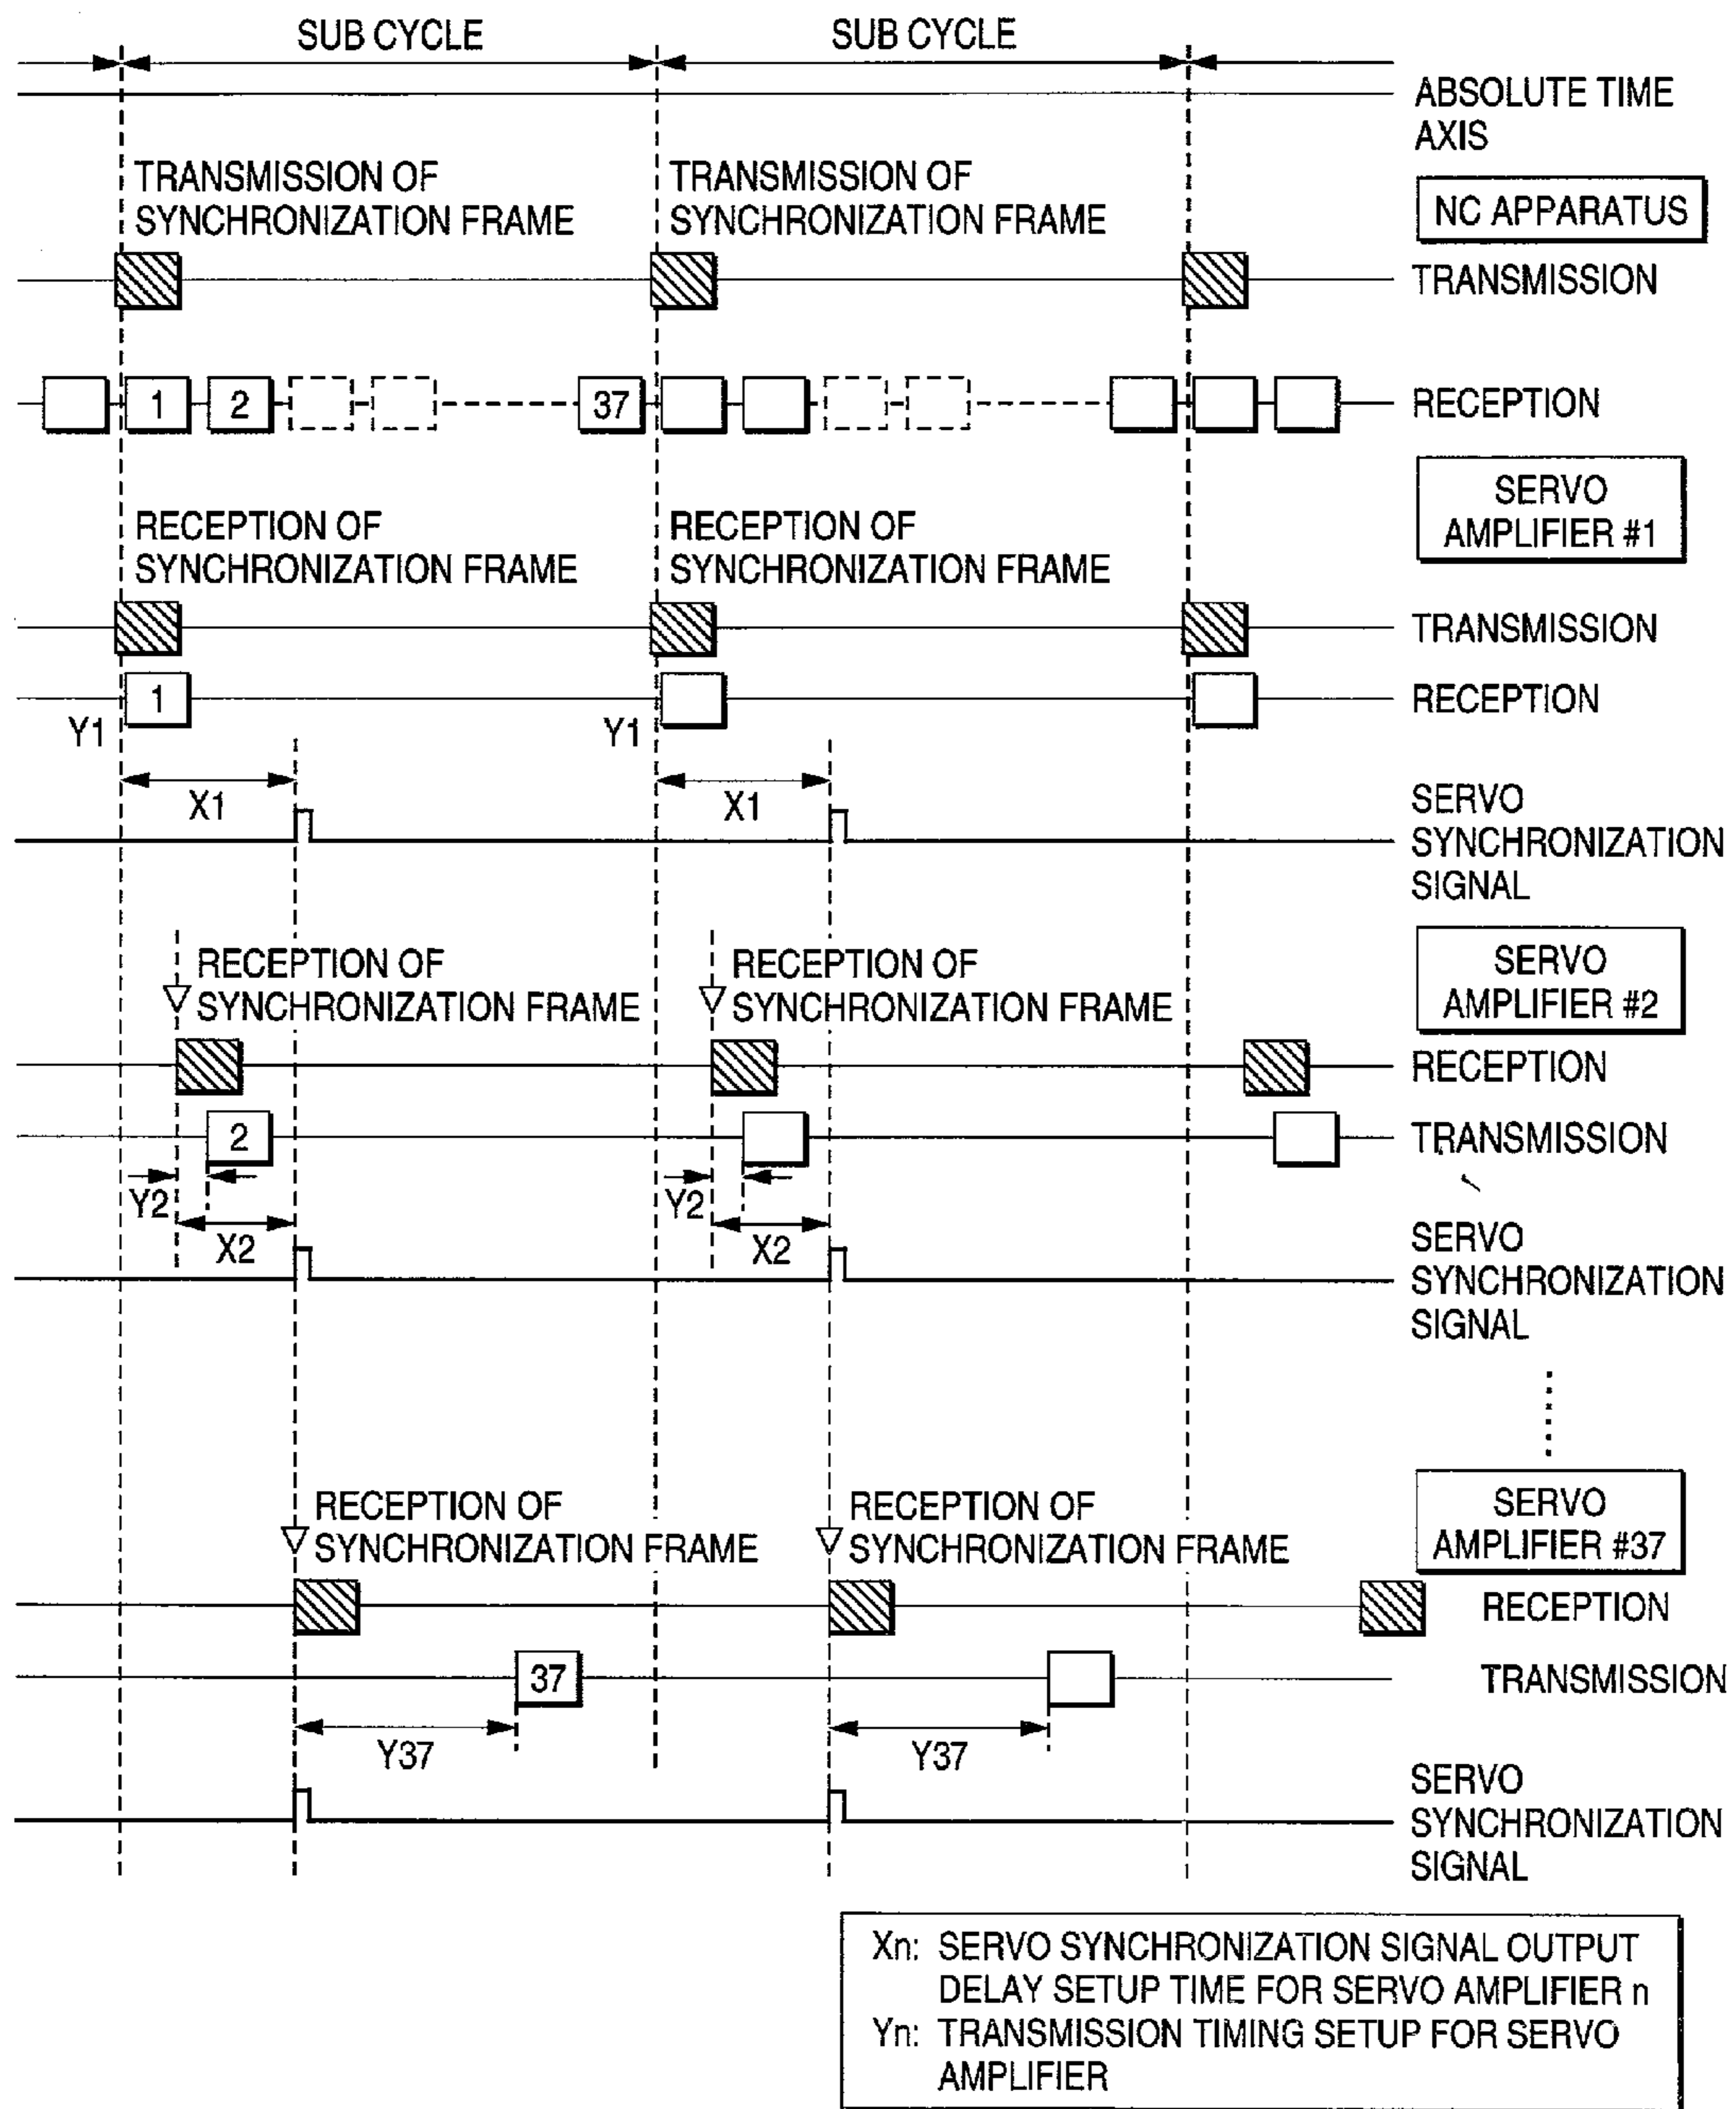 SUB CYCLE SUB CYCLE
ABSOLUTE TIME
AXIS
TRANSMISSION OF
SYNCHRONIZATION FRAME
TRANSMISSION OF
SYNCHRONIZATION FRAME
NC APPARATUS
TRANSMISSION
1 2 37
RECEPTION
SERVO
AMPLIFIER #1
RECEPTION OF
SYNCHRONIZATION FRAME
RECEPTION OF
SYNCHRONIZATION FRAME
TRANSMISSION
1
RECEPTION
Y1 Y1
X1 X1
SERVO
SYNCHRONIZATION
SIGNAL
RECEPTION OF
SYNCHRONIZATION FRAME
RECEPTION OF
SYNCHRONIZATION FRAME
SERVO
AMPLIFIER #2
RECEPTION
2
TRANSMISSION
Y2 Y2
X2 X2
SERVO
SYNCHRONIZATION
SIGNAL
RECEPTION OF
SYNCHRONIZATION FRAME
RECEPTION OF
SYNCHRONIZATION FRAME
SERVO
AMPLIFIER #37
RECEPTION
37
TRANSMISSION
Y37 Y37
SERVO
SYNCHRONIZATION
SIGNAL
Xn: SERVO SYNCHRONIZATION SIGNAL OUTPUT
DELAY SETUP TIME FOR SERVO AMPLIFIER n
Yn: TRANSMISSION TIMING SETUP FOR SERVO
AMPLIFIER